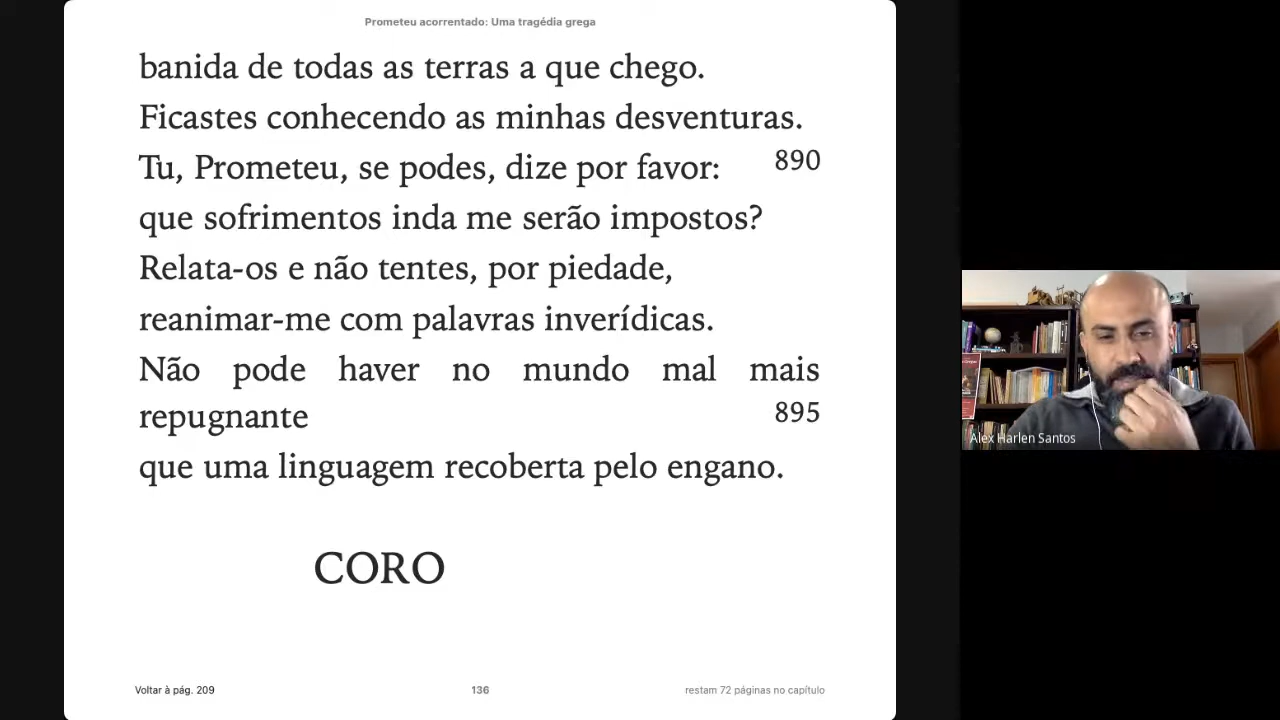 Prometeu acorrentado: Uma tragédia grega
banida de todas as terras a que chego.
Ficastes conhecendo as minhas desventuras.
Tu, Prometeu, se podes, dize por favor: 890
que sofrimentos inda me serão impostos?
Relata-os e não tentes, por piedade,
reanimar-me com palavras inverídicas.
Não pode haver no mundo mal mais
repugnante 895
que uma linguagem recoberta pelo engano.
CORO
Voltar à pág. 209 136 restam 72 páginas no capítulo
Alex Harlen Santos